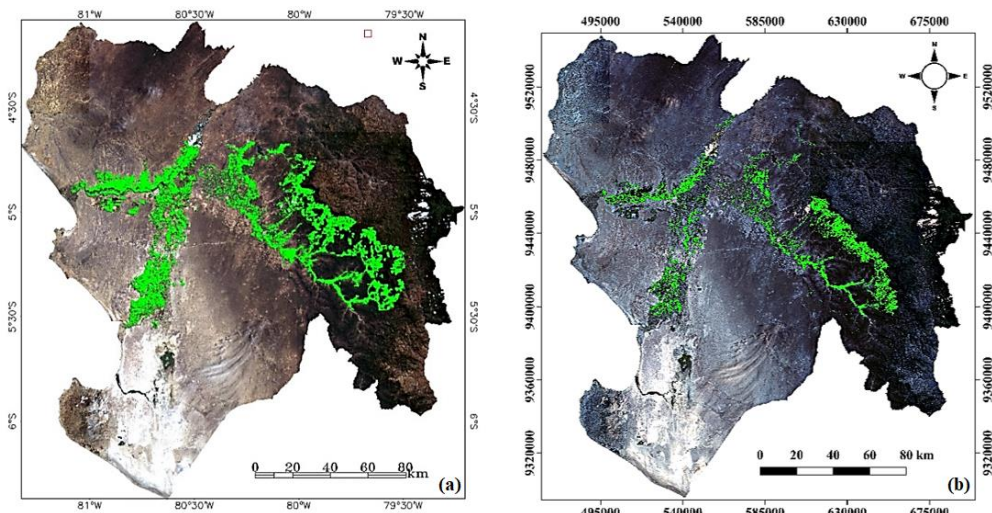 81°W 80°30'W 80°W 79°30'W
4°30'S 4°30'S
5°S 5°S
5°30'S 5°30'S
6°S 6°S
N
W E
S
0 20 40 60 80
km
(a)
81°W 80°30'W 80°W 79°30'W
(b)
495000 540000 585000 630000 675000
N
W E
S
9520000 9520000
9480000 9480000
9440000 9440000
9400000 9400000
9360000 9360000
9320000 9320000
0 20 40 60 80 km
(b)
495000 540000 585000 630000 675000